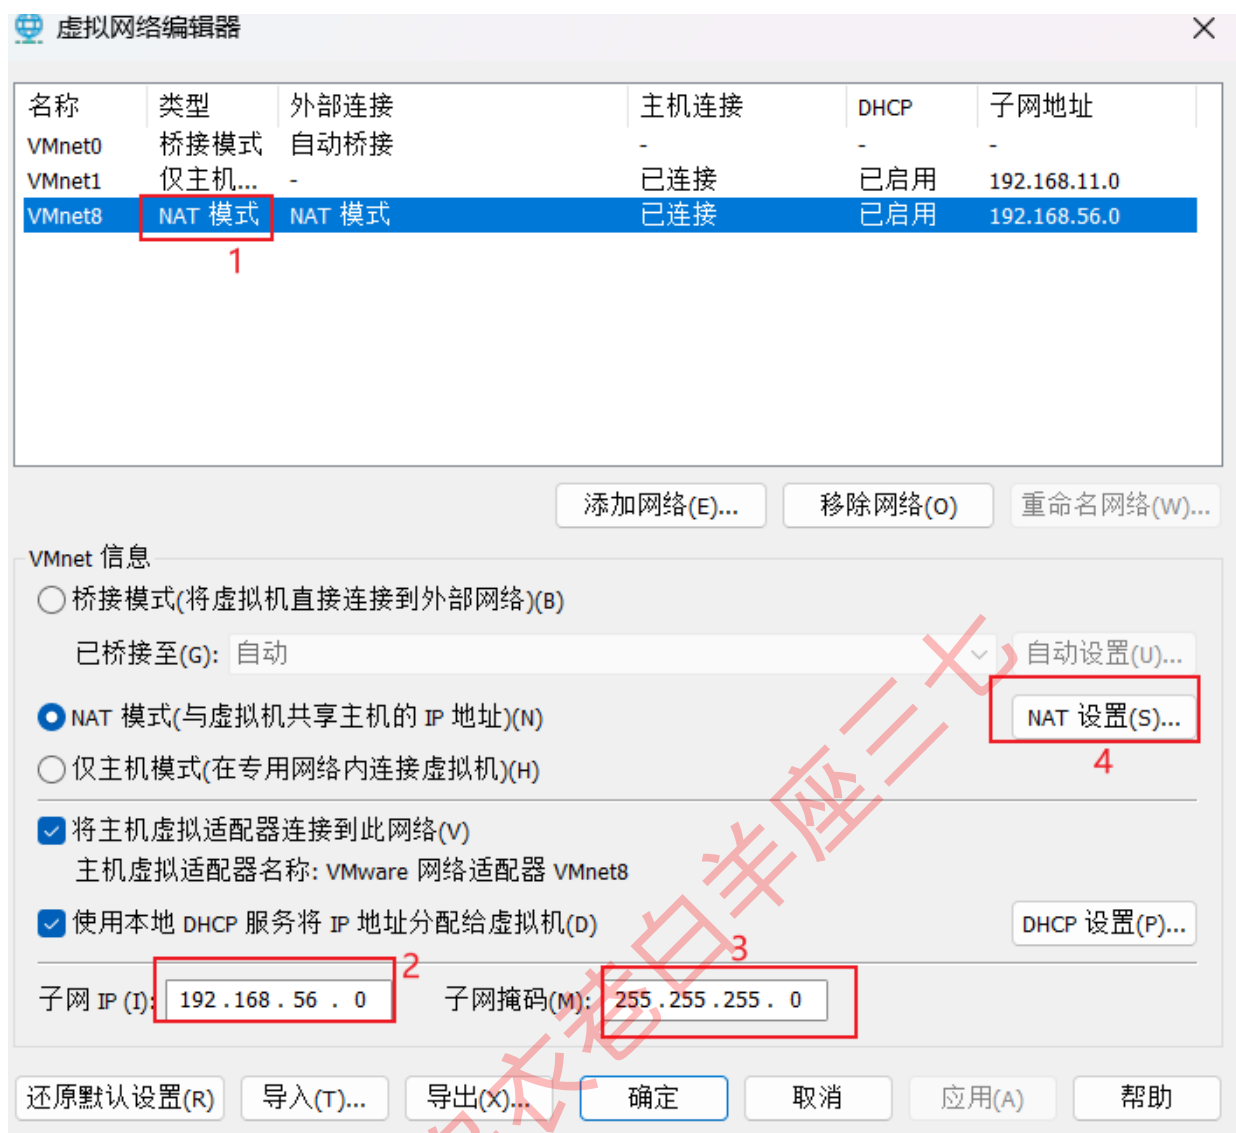 虚拟网络编辑器
名称 类型 外部连接 主机连接 DHCP 子网地址
VMnet0 桥接模式 自动桥接 - - -
VMnet1 仅主机... - 已连接 已启用 192.168.11.0
VMnet8 NAT 模式 NAT 模式 已连接 已启用 192.168.56.0
1
添加网络(E)... 移除网络(O) 重命名网络(W)...
VMnet 信息
桥接模式(将虚拟机直接连接到外部网络)(B)
已桥接至(G): 自动 自动设置(U)...
NAT 模式(与虚拟机共享主机的 IP 地址)(N) NAT 设置(S)...
4
仅主机模式(在专用网络内连接虚拟机)(H)
将主机虚拟适配器连接到此网络(V)
主机虚拟适配器名称: VMware 网络适配器 VMnet8
使用本地 DHCP 服务将 IP 地址分配给虚拟机(D) DHCP 设置(P)...
2 3
子网 IP (I): 192.168.56.0 子网掩码(M): 255.255.255.0
还原默认设置(R) 导入(T)... 导出(X)... 确定 取消 应用(A) 帮助
衣巷白羊座三七